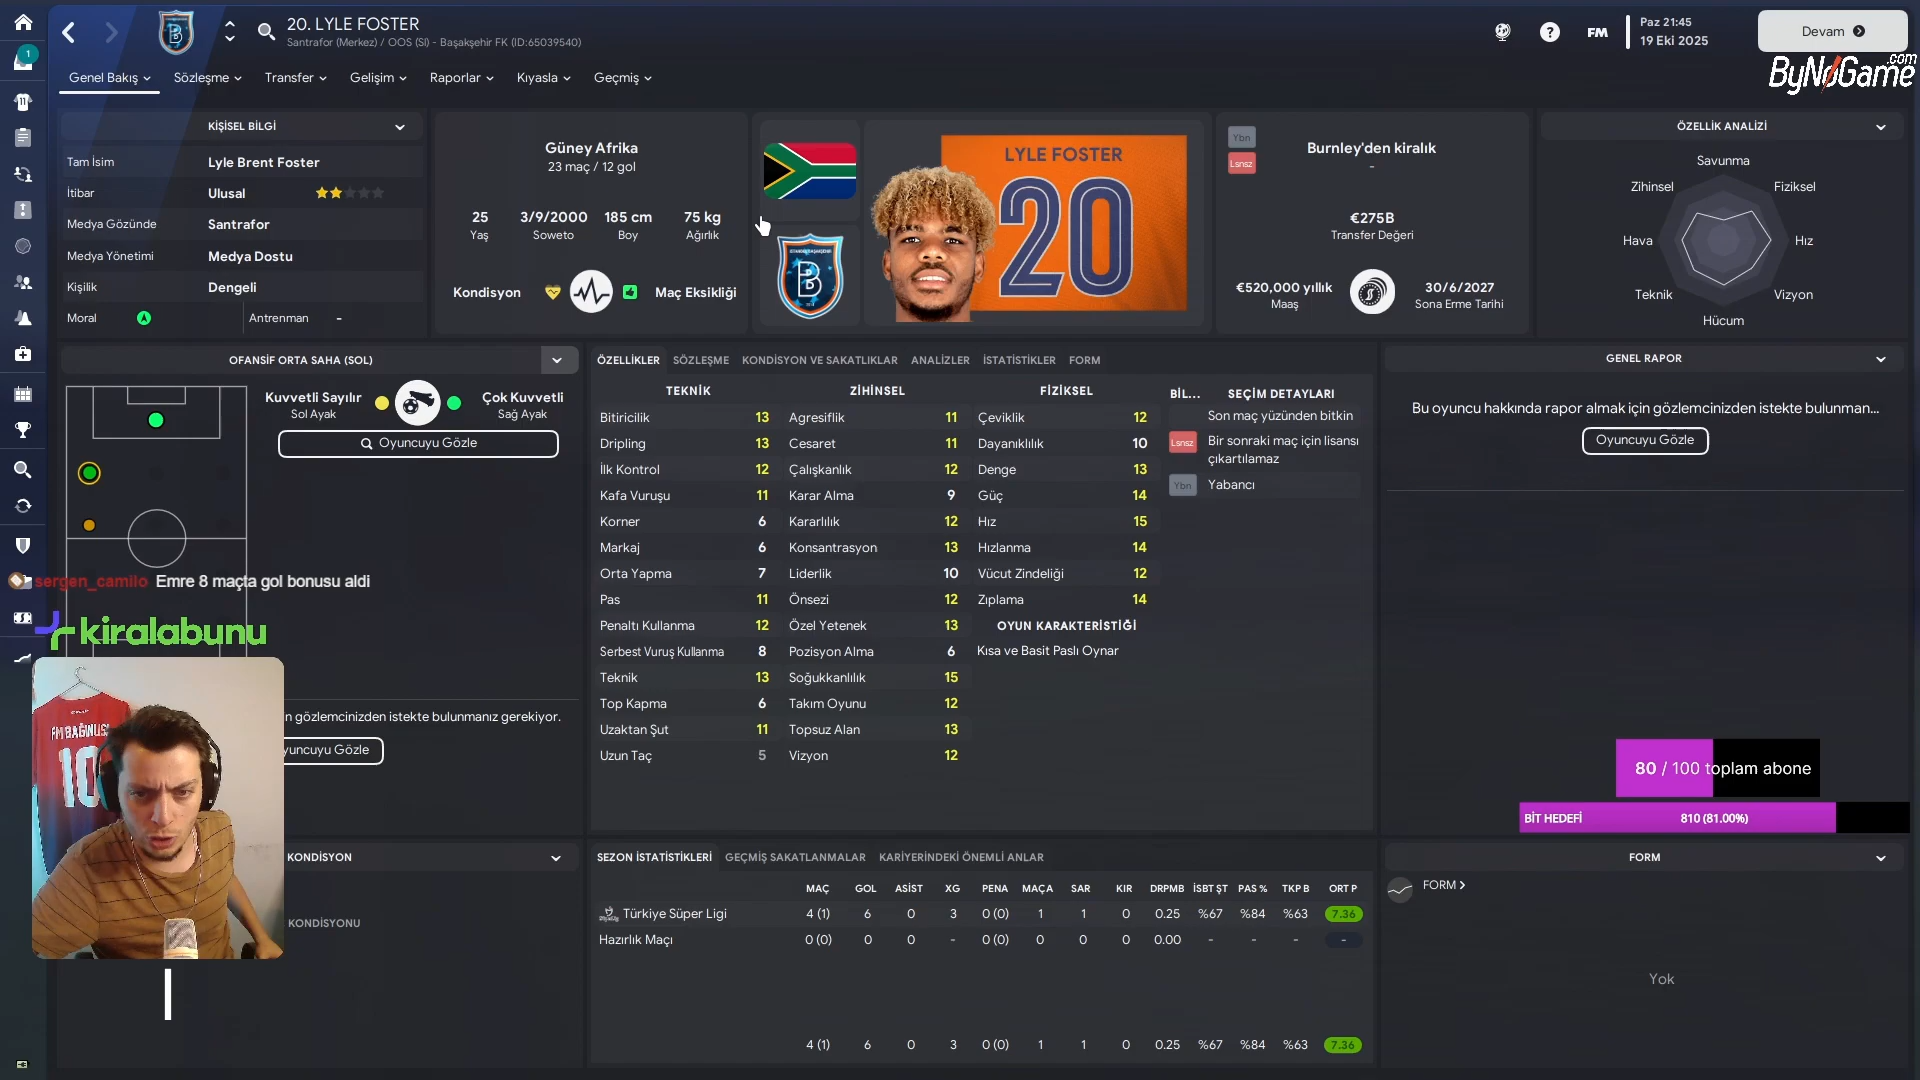 20. LYLE FOSTER
Santrafor (Merkez) / OOS (Sl) - Başakşehir FK (ID:65039540)
FM
Paz 21:45
19 Eki 2025
Devam
ByNoGame.com
1
Genel Bakış
Sözleşme
Transfer
Gelişim
Raporlar
Kıyasla
Geçmiş
KİŞİSEL BİLGİ
Tam İsim Lyle Brent Foster
İtibar Ulusal
Medya Gözünde Santrafor
Medya Yönetimi Medya Dostu
Kişilik Dengeli
Moral
Antrenman -
Güney Afrika
23 maç / 12 gol
25 3/9/2000 185 cm 75 kg
Yaş Soweto Boy Ağırlık
Kondisyon
Maç Eksikliği
LYLE FOSTER
20
Ybn
Lsnsz
Burnley'den kiralık
-
€275B
Transfer Değeri
€520,000 yıllık
Maaş
30/6/2027
Sona Erme Tarihi
ÖZELLİK ANALİZİ
Savunma
Zihinsel
Fiziksel
Hava
Hız
Teknik
Vizyon
Hücum
OFANSİF ORTA SAHA (SOL)
Kuvvetli Sayılır
Sol Ayak
Çok Kuvvetli
Sağ Ayak
Oyuncuyu Gözle
ÖZELLİKLER SÖZLEŞME KONDİSYON VE SAKATLIKLAR ANALİZLER İSTATİSTİKLER FORM
TEKNİK
Bitiricilik 13
Dripling 13
İlk Kontrol 12
Kafa Vuruşu 11
Korner 6
Markaj 6
Orta Yapma 7
Pas 11
Penaltı Kullanma 12
Serbest Vuruş Kullanma 8
Teknik 13
Top Kapma 6
Uzaktan Şut 11
Uzun Taç 5
ZİHİNSEL
Agresiflik 11
Cesaret 11
Çalışkanlık 12
Karar Alma 9
Kararlılık 12
Konsantrasyon 13
Liderlik 10
Önsezi 12
Özel Yetenek 13
Pozisyon Alma 6
Soğukkanlılık 15
Takım Oyunu 12
Topsuz Alan 13
Vizyon 12
FİZİKSEL
Çeviklik 12
Dayanıklılık 10
Denge 13
Güç 14
Hız 15
Hızlanma 14
Vücut Zindeliği 12
Zıplama 14
OYUN KARAKTERİSTİĞİ
Kısa ve Basit Paslı Oynar
BİL... SEÇİM DETAYLARI
Son maç yüzünden bitkin
Lsnsz Bir sonraki maç için lisansı
çıkartılamaz
Ybn Yabancı
GENEL RAPOR
Bu oyuncu hakkında rapor almak için gözlemcinizden istekte bulunman...
Oyuncuyu Gözle
sergen_camilo Emre 8 maçta gol bonusu aldi
kiralabunu
n gözlemcinizden istekte bulunmanız gerekiyor.
yuncuyu Gözle
FM BAĞIMLISI
10
80 / 100 toplam abone
BİT HEDEFİ 810 (81.00%)
KONDİSYON
KONDİSYONU
SEZON İSTATİSTİKLERİ GEÇMİŞ SAKATLANMALAR KARİYERİNDEKİ ÖNEMLİ ANLAR
MAÇ GOL ASİST XG PENA MAÇA SAR KIR DRPMB İSBT ŞT PAS % TKP B ORT P
Türkiye Süper Ligi 4 (1) 6 0 3 0 (0) 1 1 0 0.25 %67 %84 %63 7.36
Hazırlık Maçı 0 (0) 0 0 - 0 (0) 0 0 0 0.00 - - - -
4 (1) 6 0 3 0 (0) 1 1 0 0.25 %67 %84 %63 7.36
FORM
FORM
Yok